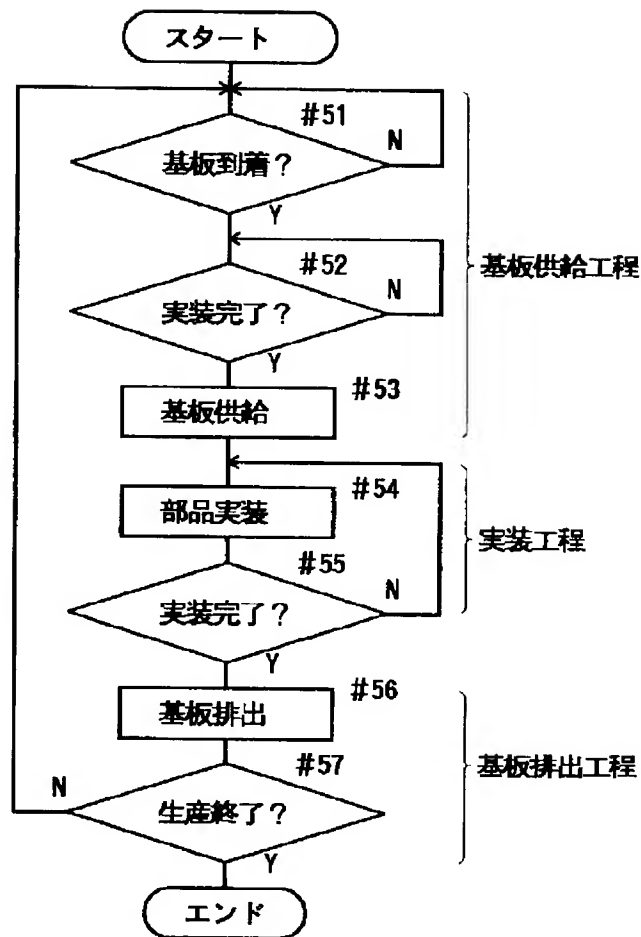 スタート
#51
N
基板到着?
Y
#52
N
基板供給工程
実装完了?
Y
#53
基板供給
#54
部品実装
実装工程
#55
N
実装完了?
Y
#56
基板排出
#57
基板排出工程
N
生産終了?
Y
エンド